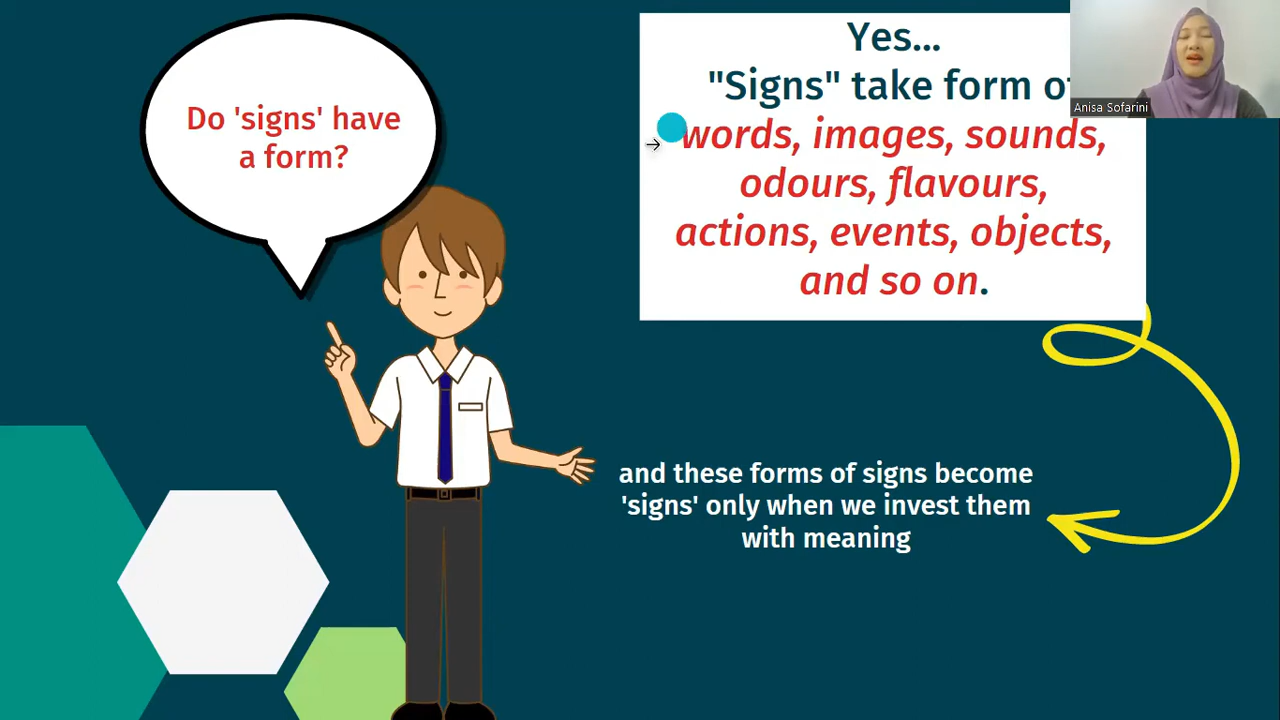 Do 'signs' have
a form?
Yes...
"Signs" take form of
words, images, sounds,
odours, flavours,
actions, events, objects,
and so on.
Anisa Sofarini
and these forms of signs become
'signs' only when we invest them
with meaning